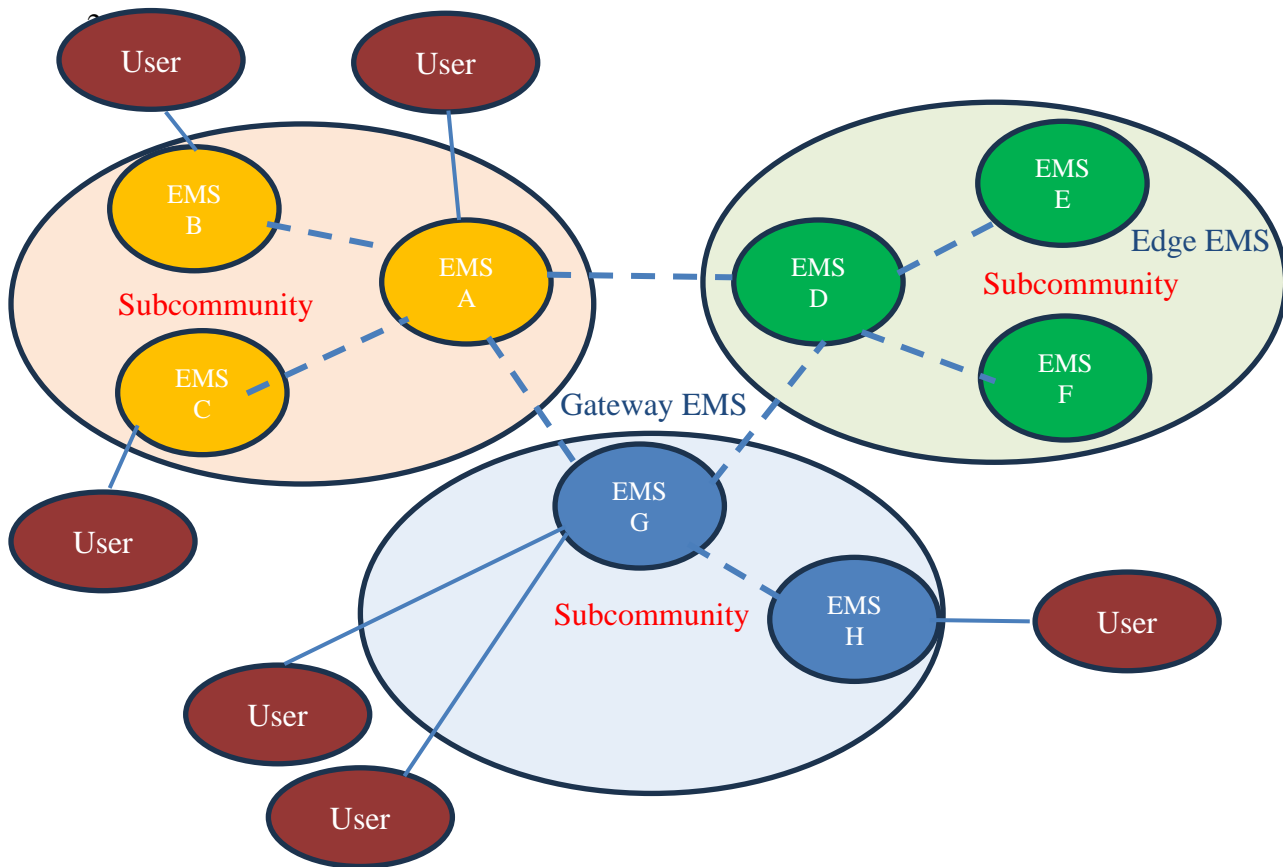 User
User
EMS
E
EMS
B
Edge EMS
EMS
A
EMS
D
Subcommunity
Subcommunity
EMS
C
EMS
F
Gateway EMS
EMS
G
User
Subcommunity
EMS
H
User
User
User